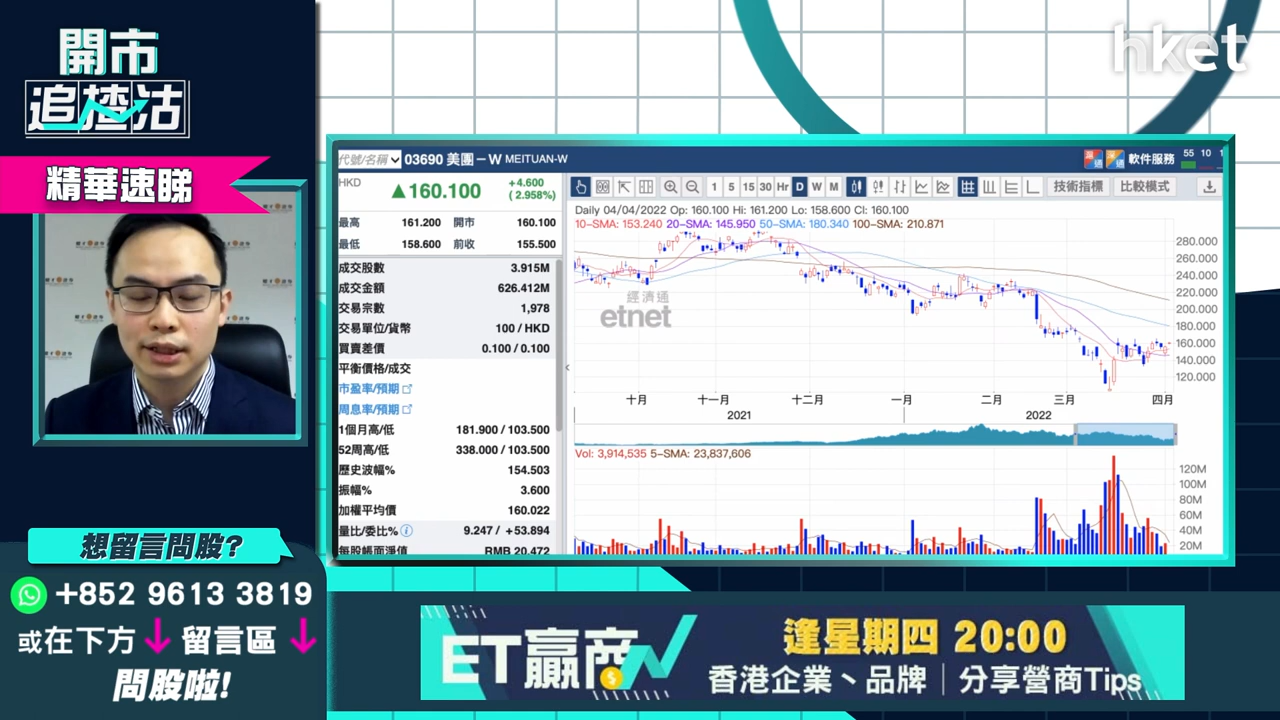 開市
追揸沽
精華速睇
想留言問股?
+852 9613 3819
或在下方 留言區
問股啦!
hket
代號/名稱 03690 美團－W MEITUAN-W
軟件服務 55 10 1
HKD
160.100 +4.600
( 2.958%)
最高 161.200 開市 160.100
最低 158.600 前收 155.500
成交股數 3.915M
成交金額 626.412M
交易宗數 1,978
交易單位/貨幣 100 / HKD
買賣差價 0.100 / 0.100
平衡價格/成交
市盈率/預期
周息率/預期
1個月高/低 181.900 / 103.500
52周高/低 338.000 / 103.500
歷史波幅% 154.503
振幅% 3.600
加權平均價 160.022
量比/委比% 9.247 / +53.894
每股帳面淨值 RMB 20.472
1 5 15 30 Hr D W M 技術指標 比較模式
Daily 04/04/2022 Op: 160.100 Hi: 161.200 Lo: 158.600 Cl: 160.100
10-SMA: 153.240 20-SMA: 145.950 50-SMA: 180.340 100-SMA: 210.871
280.000
260.000
240.000
220.000
200.000
180.000
160.000
140.000
120.000
經濟通
etnet
十月 十一月 十二月 一月 二月 三月 四月
2021 2022
Vol: 3,914,535 5-SMA: 23,837,606
120M
100M
80M
60M
40M
20M
ET贏商
逢星期四 20:00
香港企業、品牌｜分享營商Tips